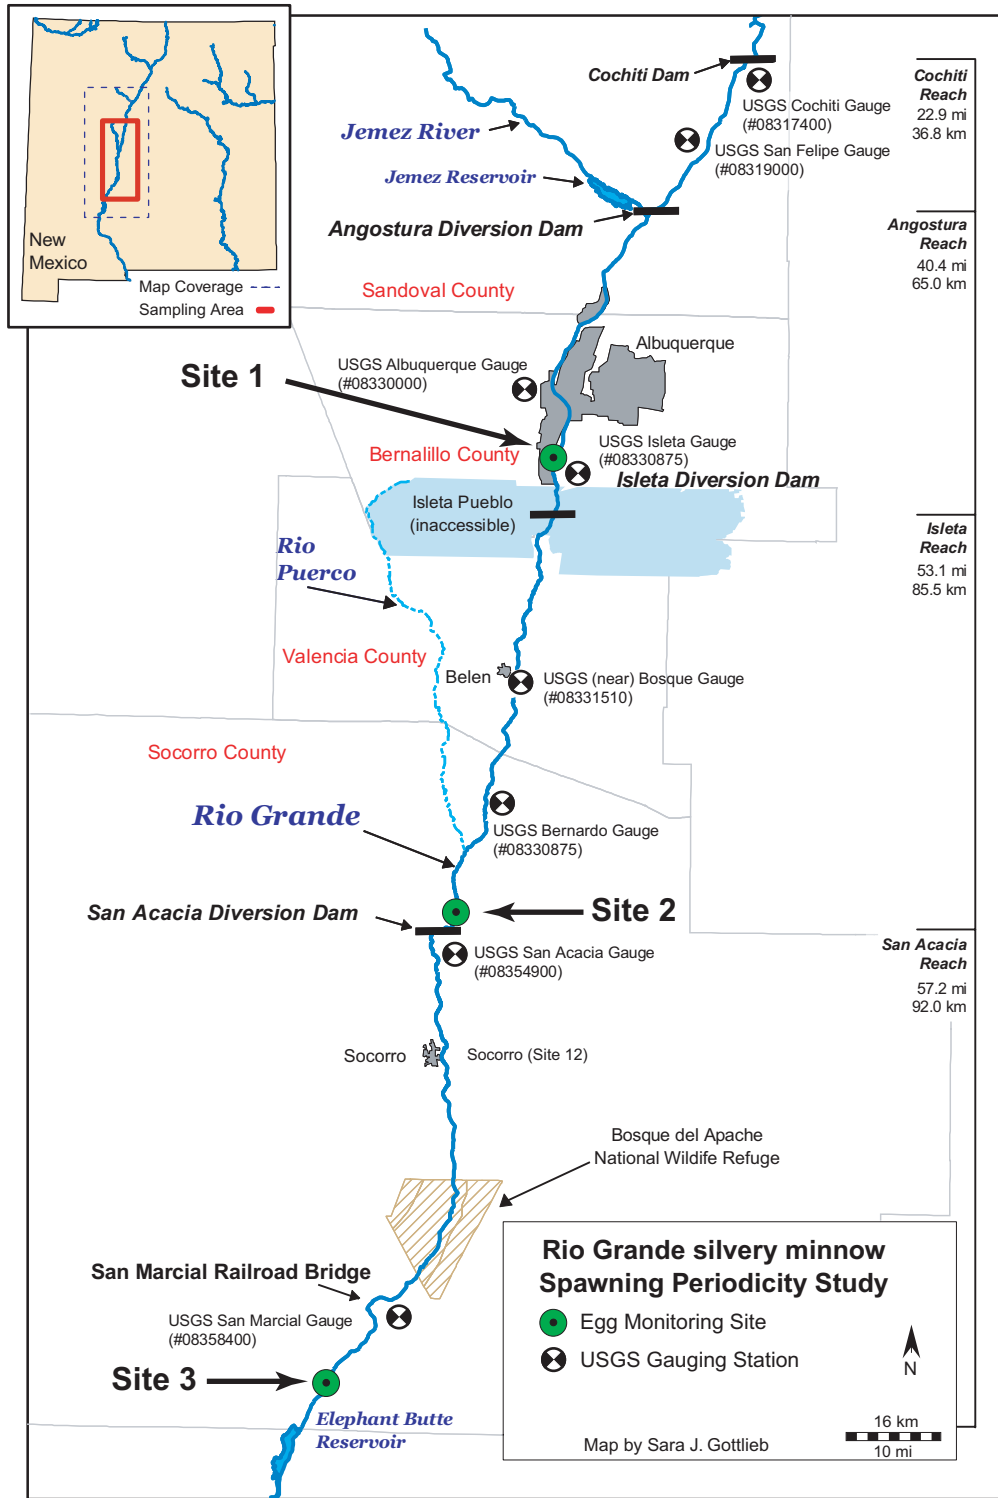 New
Mexico
Map Coverage
Sampling Area
Cochiti Dam
USGS Cochiti Gauge
(#08317400)
Cochiti
Reach
22.9 mi
36.8 km
Jemez River
USGS San Felipe Gauge
(#08319000)
Jemez Reservoir
Angostura Diversion Dam
Angostura
Reach
40.4 mi
65.0 km
Sandoval County
Albuquerque
USGS Albuquerque Gauge
(#08330000)
Site 1
USGS Isleta Gauge
(#08330875)
Bernalillo County
Isleta Diversion Dam
Isleta Pueblo
(inaccessible)
Isleta
Reach
53.1 mi
85.5 km
Rio
Puerco
Valencia County
Belen
USGS (near) Bosque Gauge
(#08331510)
Socorro County
Rio Grande
USGS Bernardo Gauge
(#08330875)
San Acacia Diversion Dam
Site 2
USGS San Acacia Gauge
(#08354900)
San Acacia
Reach
57.2 mi
92.0 km
Socorro
Socorro (Site 12)
Bosque del Apache
National Wildife Refuge
San Marcial Railroad Bridge
USGS San Marcial Gauge
(#08358400)
Site 3
Elephant Butte
Reservoir
Rio Grande silvery minnow
Spawning Periodicity Study
Egg Monitoring Site
USGS Gauging Station
N
16 km
10 mi
Map by Sara J. Gottlieb